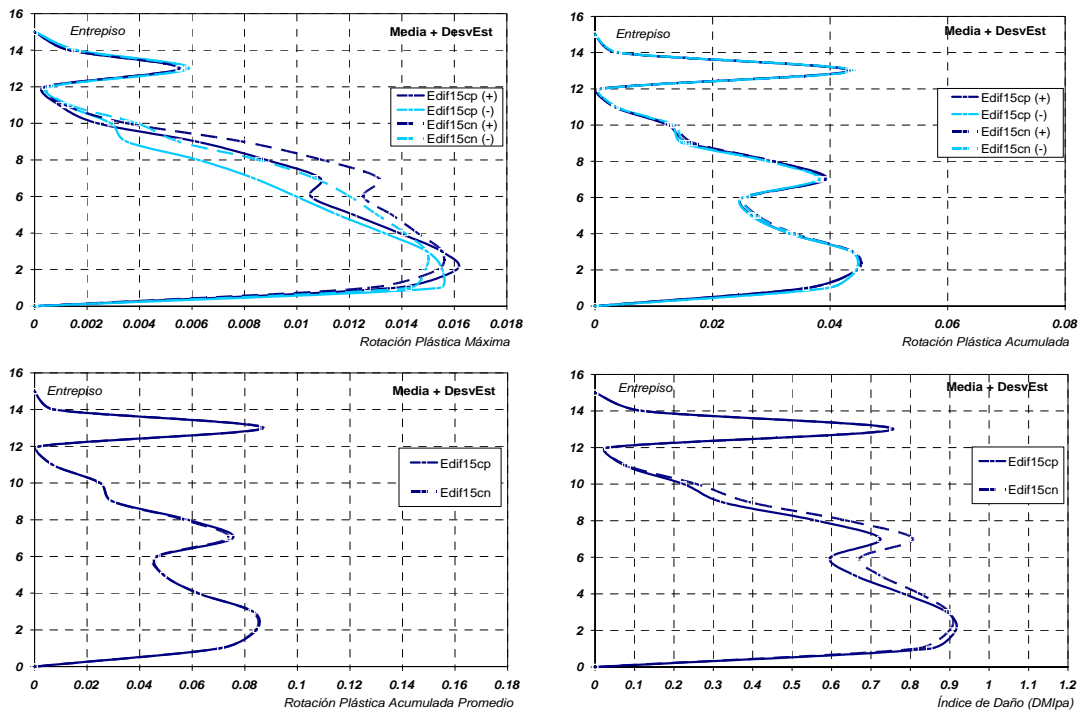 16
Entrepiso
Media + DesvEst
14
12
10
8
6
4
2
0
Edif15cp (+)
Edif15cp (-)
Edif15cn (+)
Edif15cn (-)
0 0.002 0.004 0.006 0.008 0.01 0.012 0.014 0.016 0.018
Rotación Plástica Máxima
16
Entrepiso
Media + DesvEst
14
12
10
8
6
4
2
0
Edif15cp (+)
Edif15cp (-)
Edif15cn (+)
Edif15cn (-)
0 0.02 0.04 0.06 0.08
Rotación Plástica Acumulada
16
Entrepiso
Media + DesvEst
14
12
10
8
6
4
2
0
Edif15cp
Edif15cn
0 0.02 0.04 0.06 0.08 0.1 0.12 0.14 0.16 0.18
Rotación Plástica Acumulada Promedio
16
Entrepiso
Media + DesvEst
14
12
10
8
6
4
2
0
Edif15cp
Edif15cn
0 0.1 0.2 0.3 0.4 0.5 0.6 0.7 0.8 0.9 1 1.1 1.2
Índice de Daño (DMIpa)